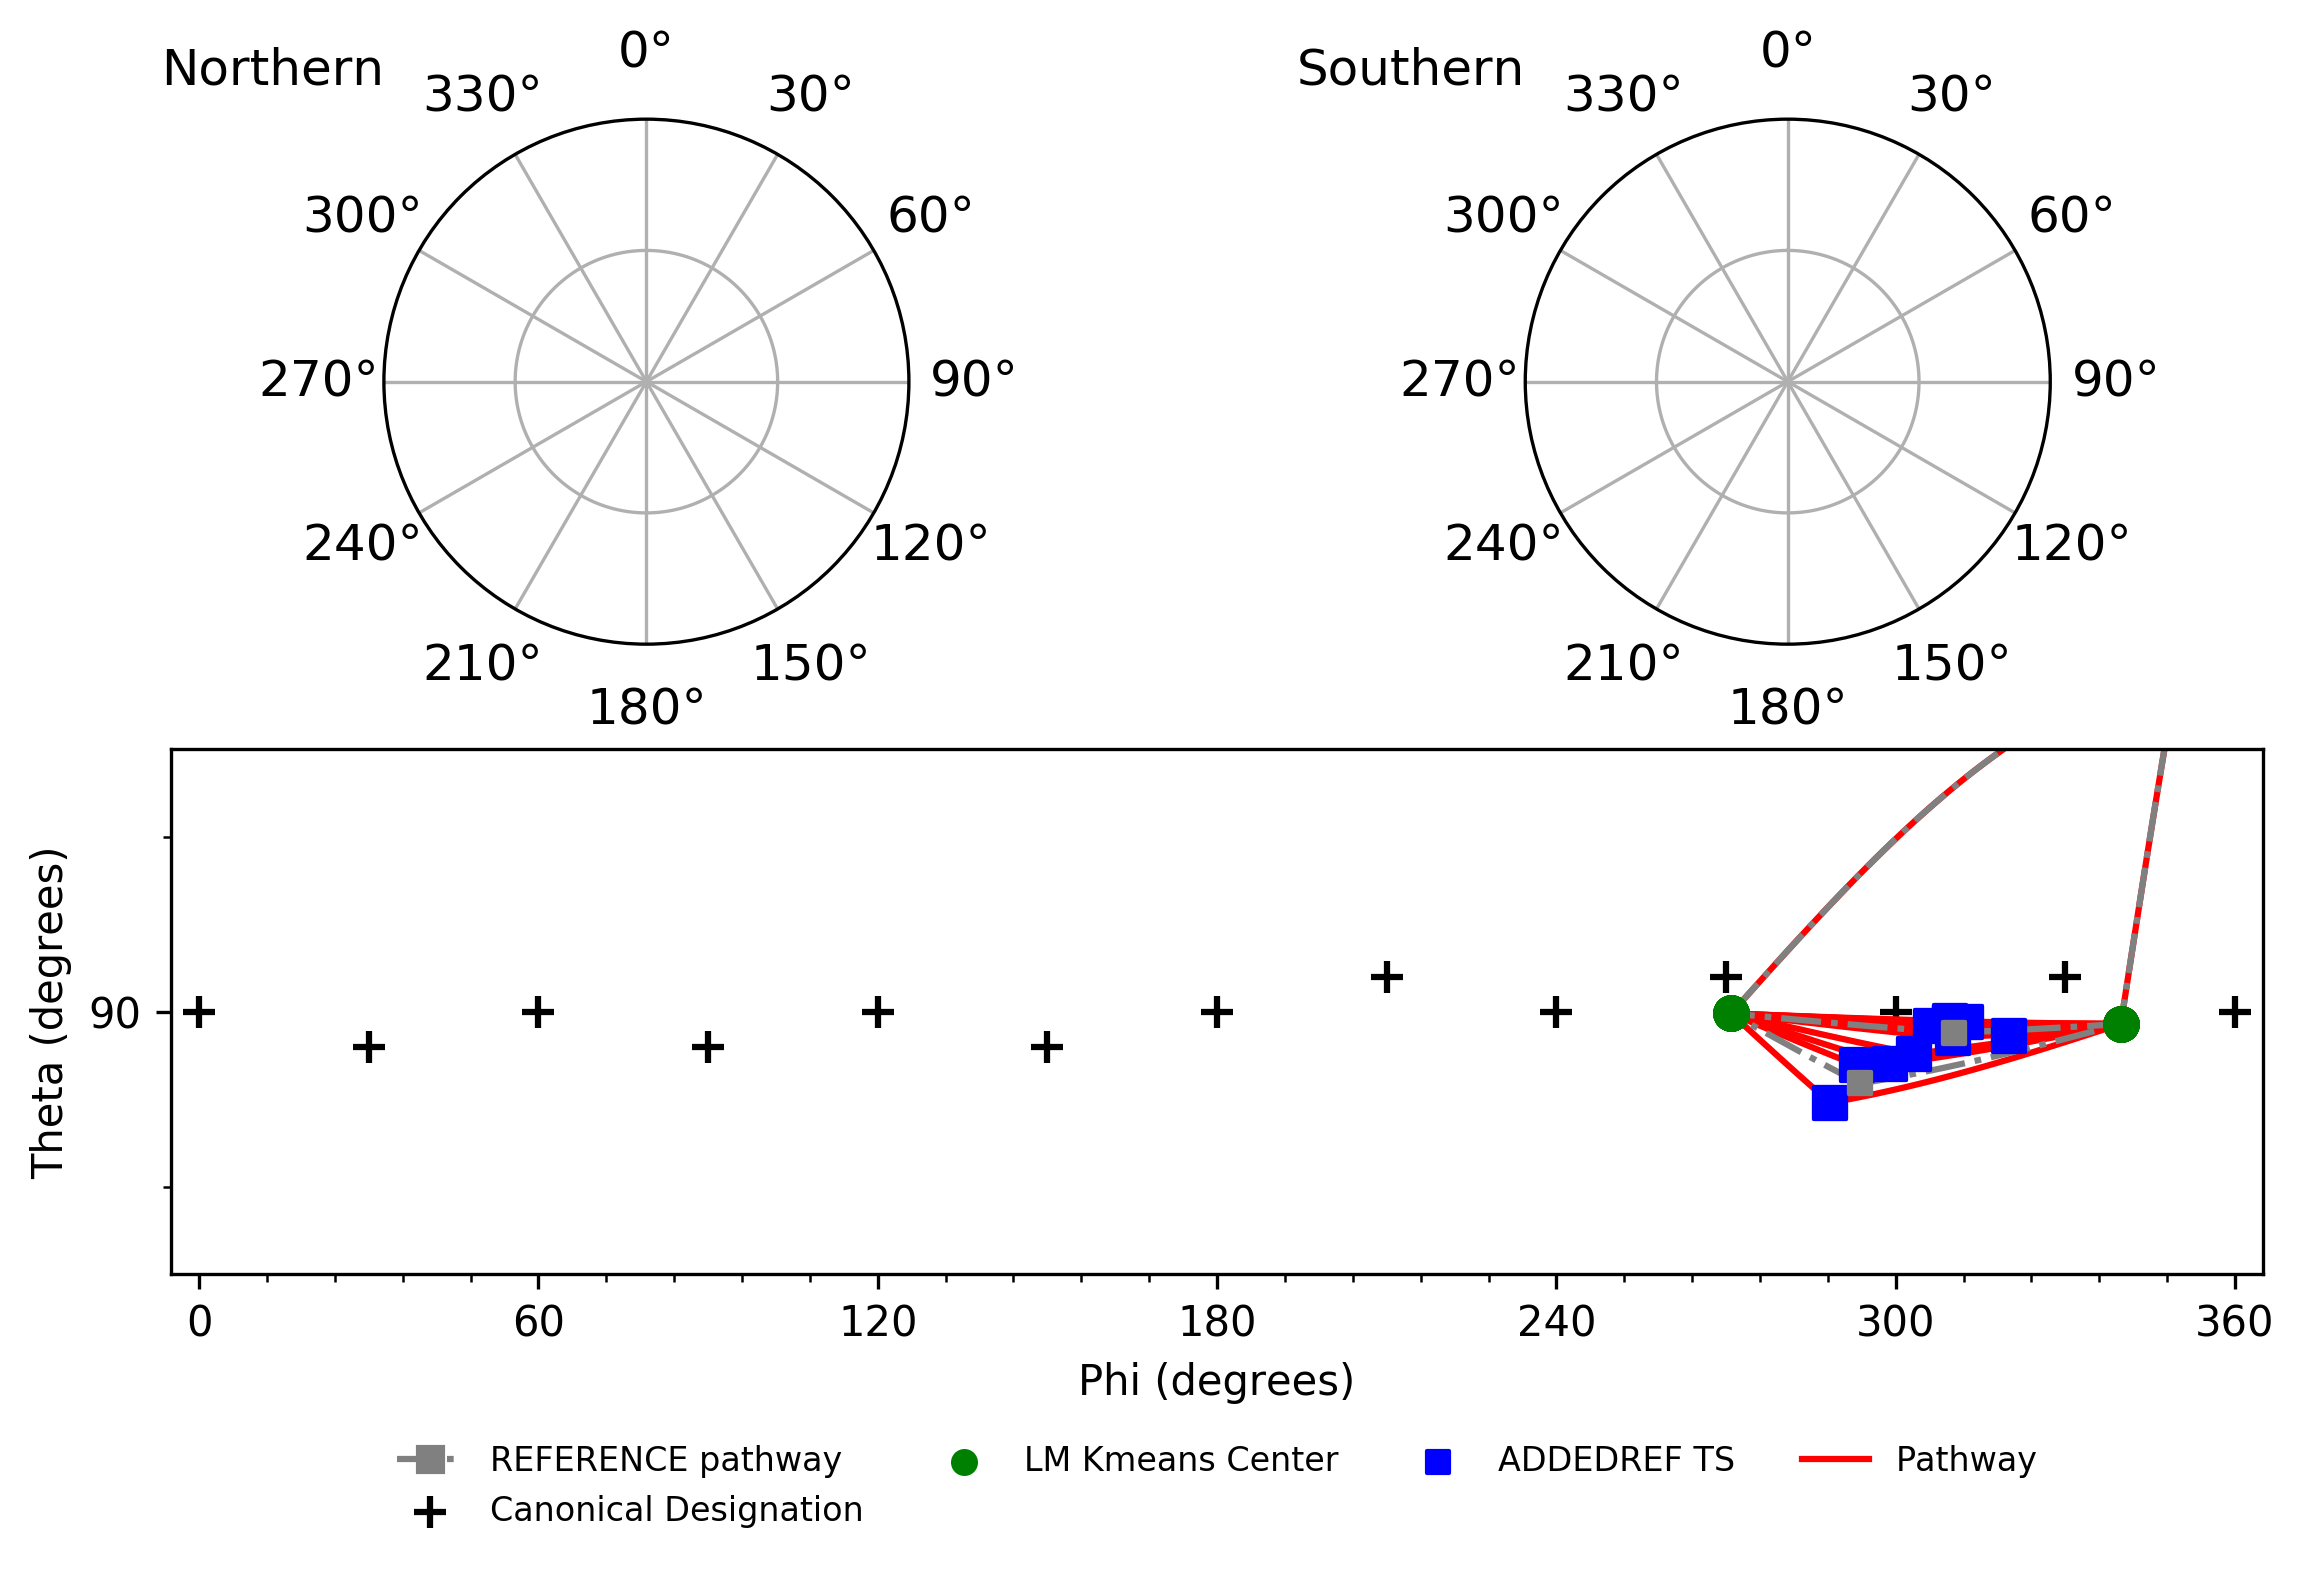 Northern
0°
330°
30°
300°
60°
270°
90°
240°
120°
210°
150°
180°
Southern
0°
330°
30°
300°
60°
270°
90°
240°
120°
210°
150°
180°
Theta (degrees)
90
0 60 120 180 240 300 360
Phi (degrees)
REFERENCE pathway
Canonical Designation
LM Kmeans Center
ADDEDREF TS
Pathway